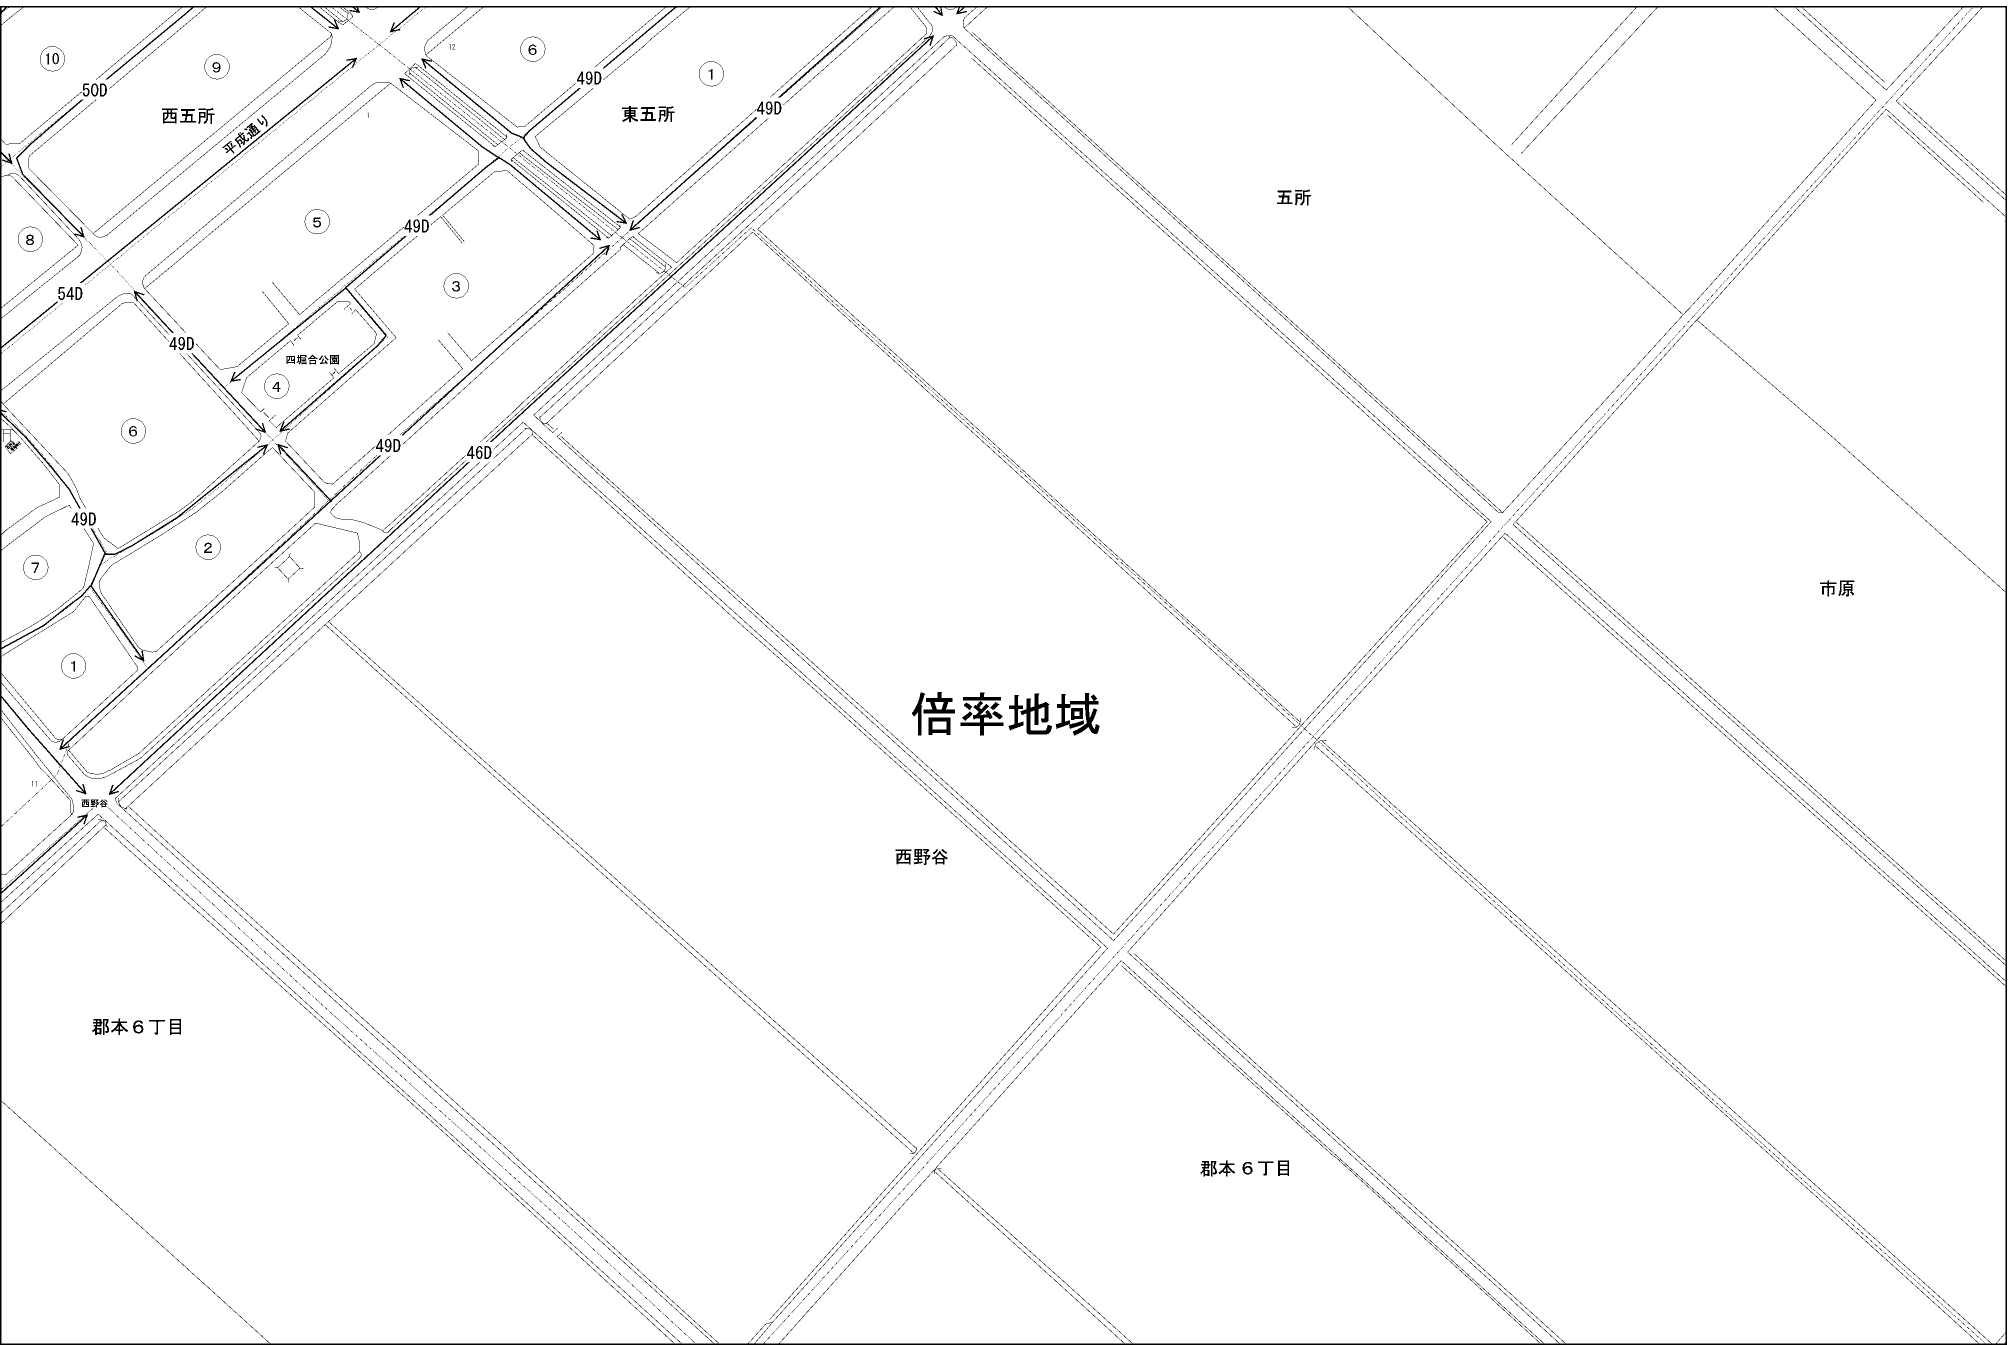 12
⑩
⑨
⑥
①
50D
49D
49D
西五所
東五所
平成通り
1
五所
⑤
49D
⑧
③
54D
49D
四堀合公園
④
⑥
49D
46D
49D
②
⑦
市原
①
倍率地域
11
西野谷
西野谷
郡本６丁目
郡本６丁目